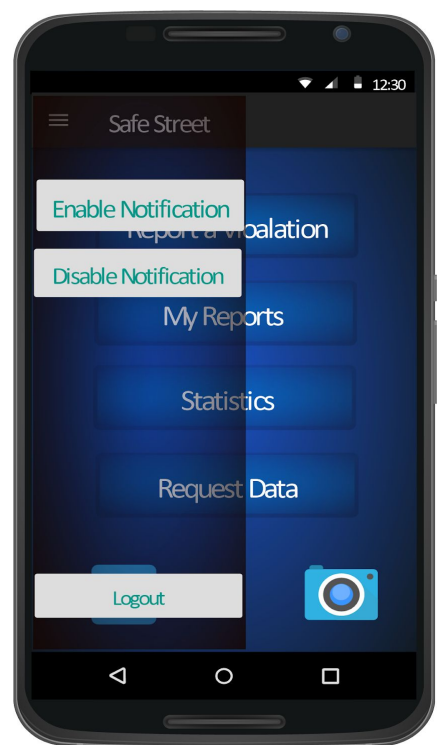 12:30
Safe Street
Enable Notification
Report a Vioalation
Disable Notification
My Reports
Statistics
Request Data
Logout